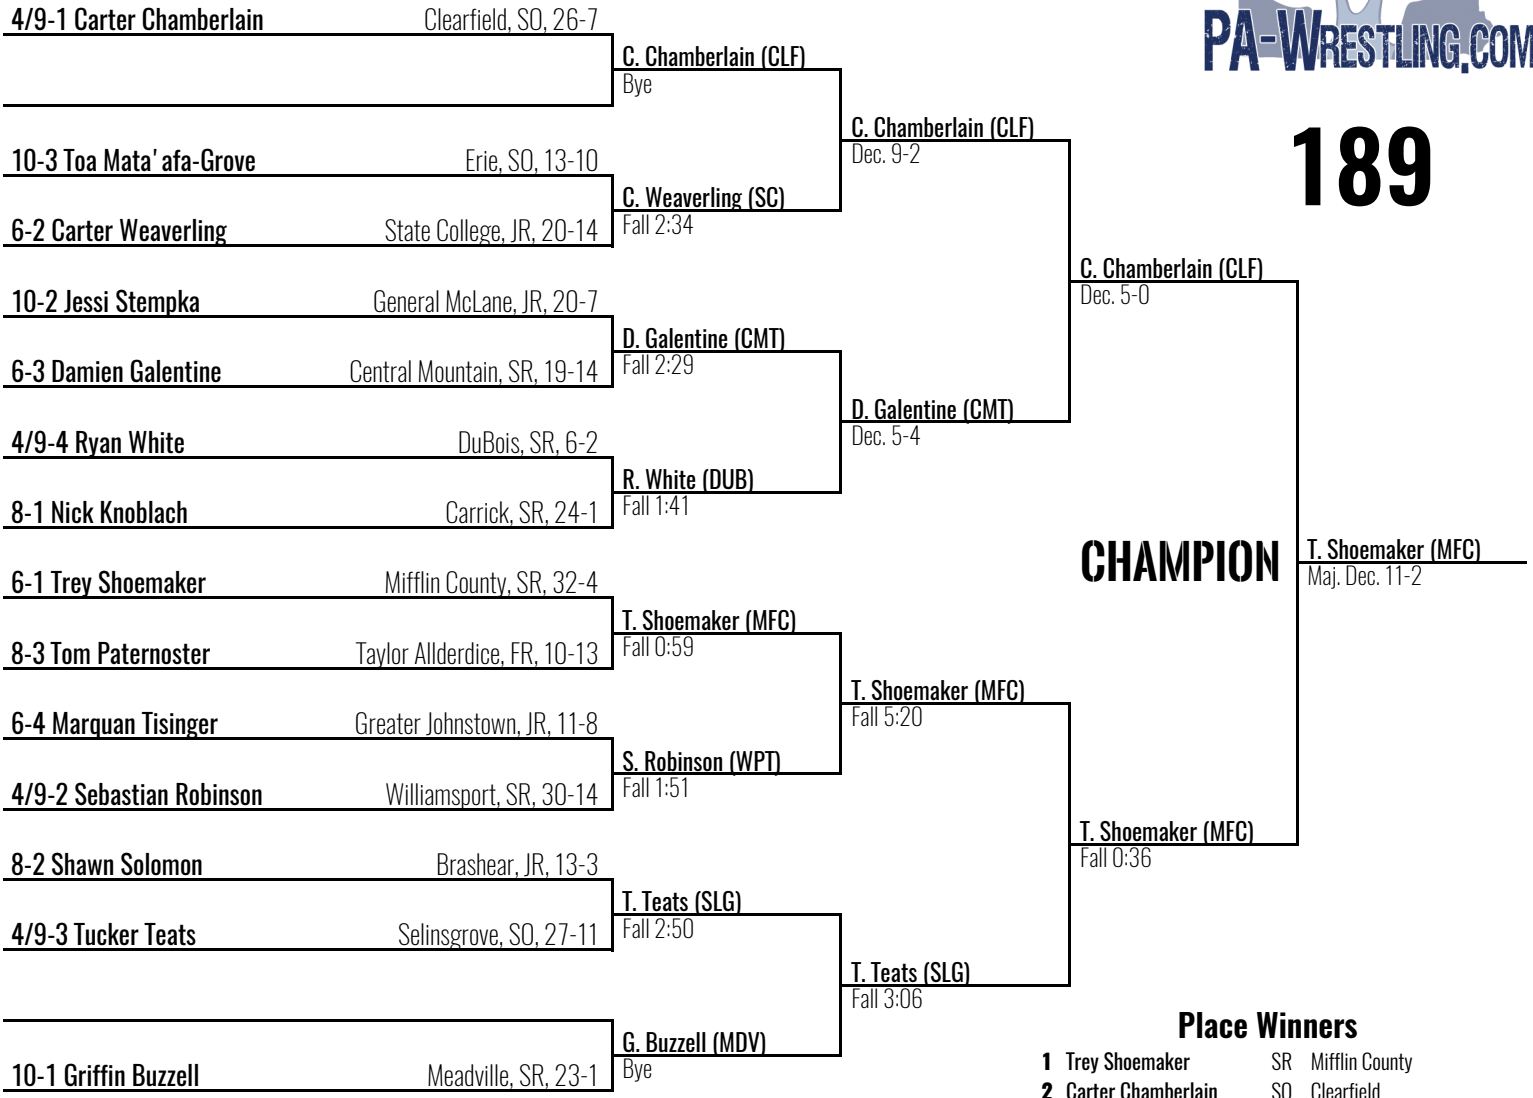 4/9-1 Carter Chamberlain Clearfield, SO, 26-7
PA-WRESTLING.COM
C. Chamberlain (CLF)
Bye
C. Chamberlain (CLF)
Dec. 9-2
189
10-3 Toa Mata'afa-Grove Erie, SO, 13-10
C. Weaverling (SC)
Fall 2:34
6-2 Carter Weaverling State College, JR, 20-14
C. Chamberlain (CLF)
Dec. 5-0
10-2 Jessi Stempka General McLane, JR, 20-7
D. Galentine (CMT)
Fall 2:29
6-3 Damien Galentine Central Mountain, SR, 19-14
D. Galentine (CMT)
Dec. 5-4
4/9-4 Ryan White DuBois, SR, 6-2
R. White (DUB)
Fall 1:41
8-1 Nick Knoblach Carrick, SR, 24-1
CHAMPION
T. Shoemaker (MFC)
Maj. Dec. 11-2
6-1 Trey Shoemaker Mifflin County, SR, 32-4
T. Shoemaker (MFC)
Fall 0:59
8-3 Tom Paternoster Taylor Allderdice, FR, 10-13
T. Shoemaker (MFC)
Fall 5:20
6-4 Marquan Tisinger Greater Johnstown, JR, 11-8
S. Robinson (WPT)
Fall 1:51
4/9-2 Sebastian Robinson Williamsport, SR, 30-14
T. Shoemaker (MFC)
Fall 0:36
8-2 Shawn Solomon Brashear, JR, 13-3
T. Teats (SLG)
Fall 2:50
4/9-3 Tucker Teats Selinsgrove, SO, 27-11
T. Teats (SLG)
Fall 3:06
G. Buzzell (MDV)
Bye
10-1 Griffin Buzzell Meadville, SR, 23-1
Place Winners
1 Trey Shoemaker SR Mifflin County
2 Carter Chamberlain SO Clearfield